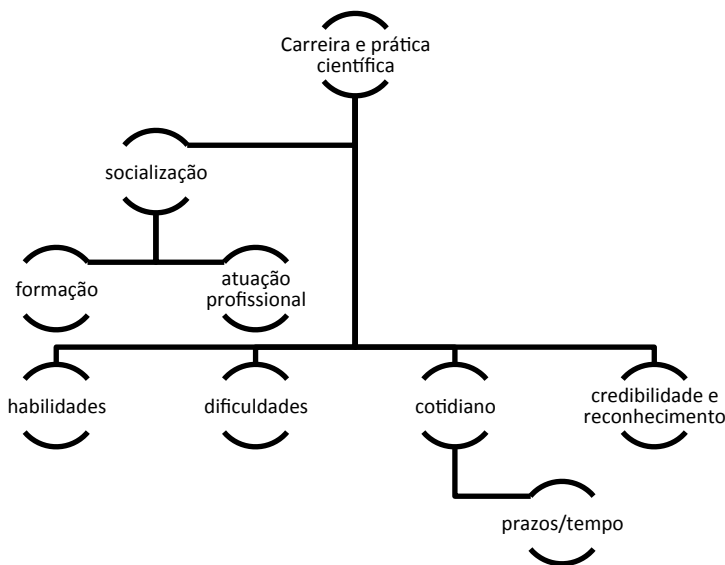 Carreira e prática
científica
socialização
formação
atuação
profissional
habilidades
dificuldades
cotidiano
credibilidade e
reconhecimento
prazos/tempo